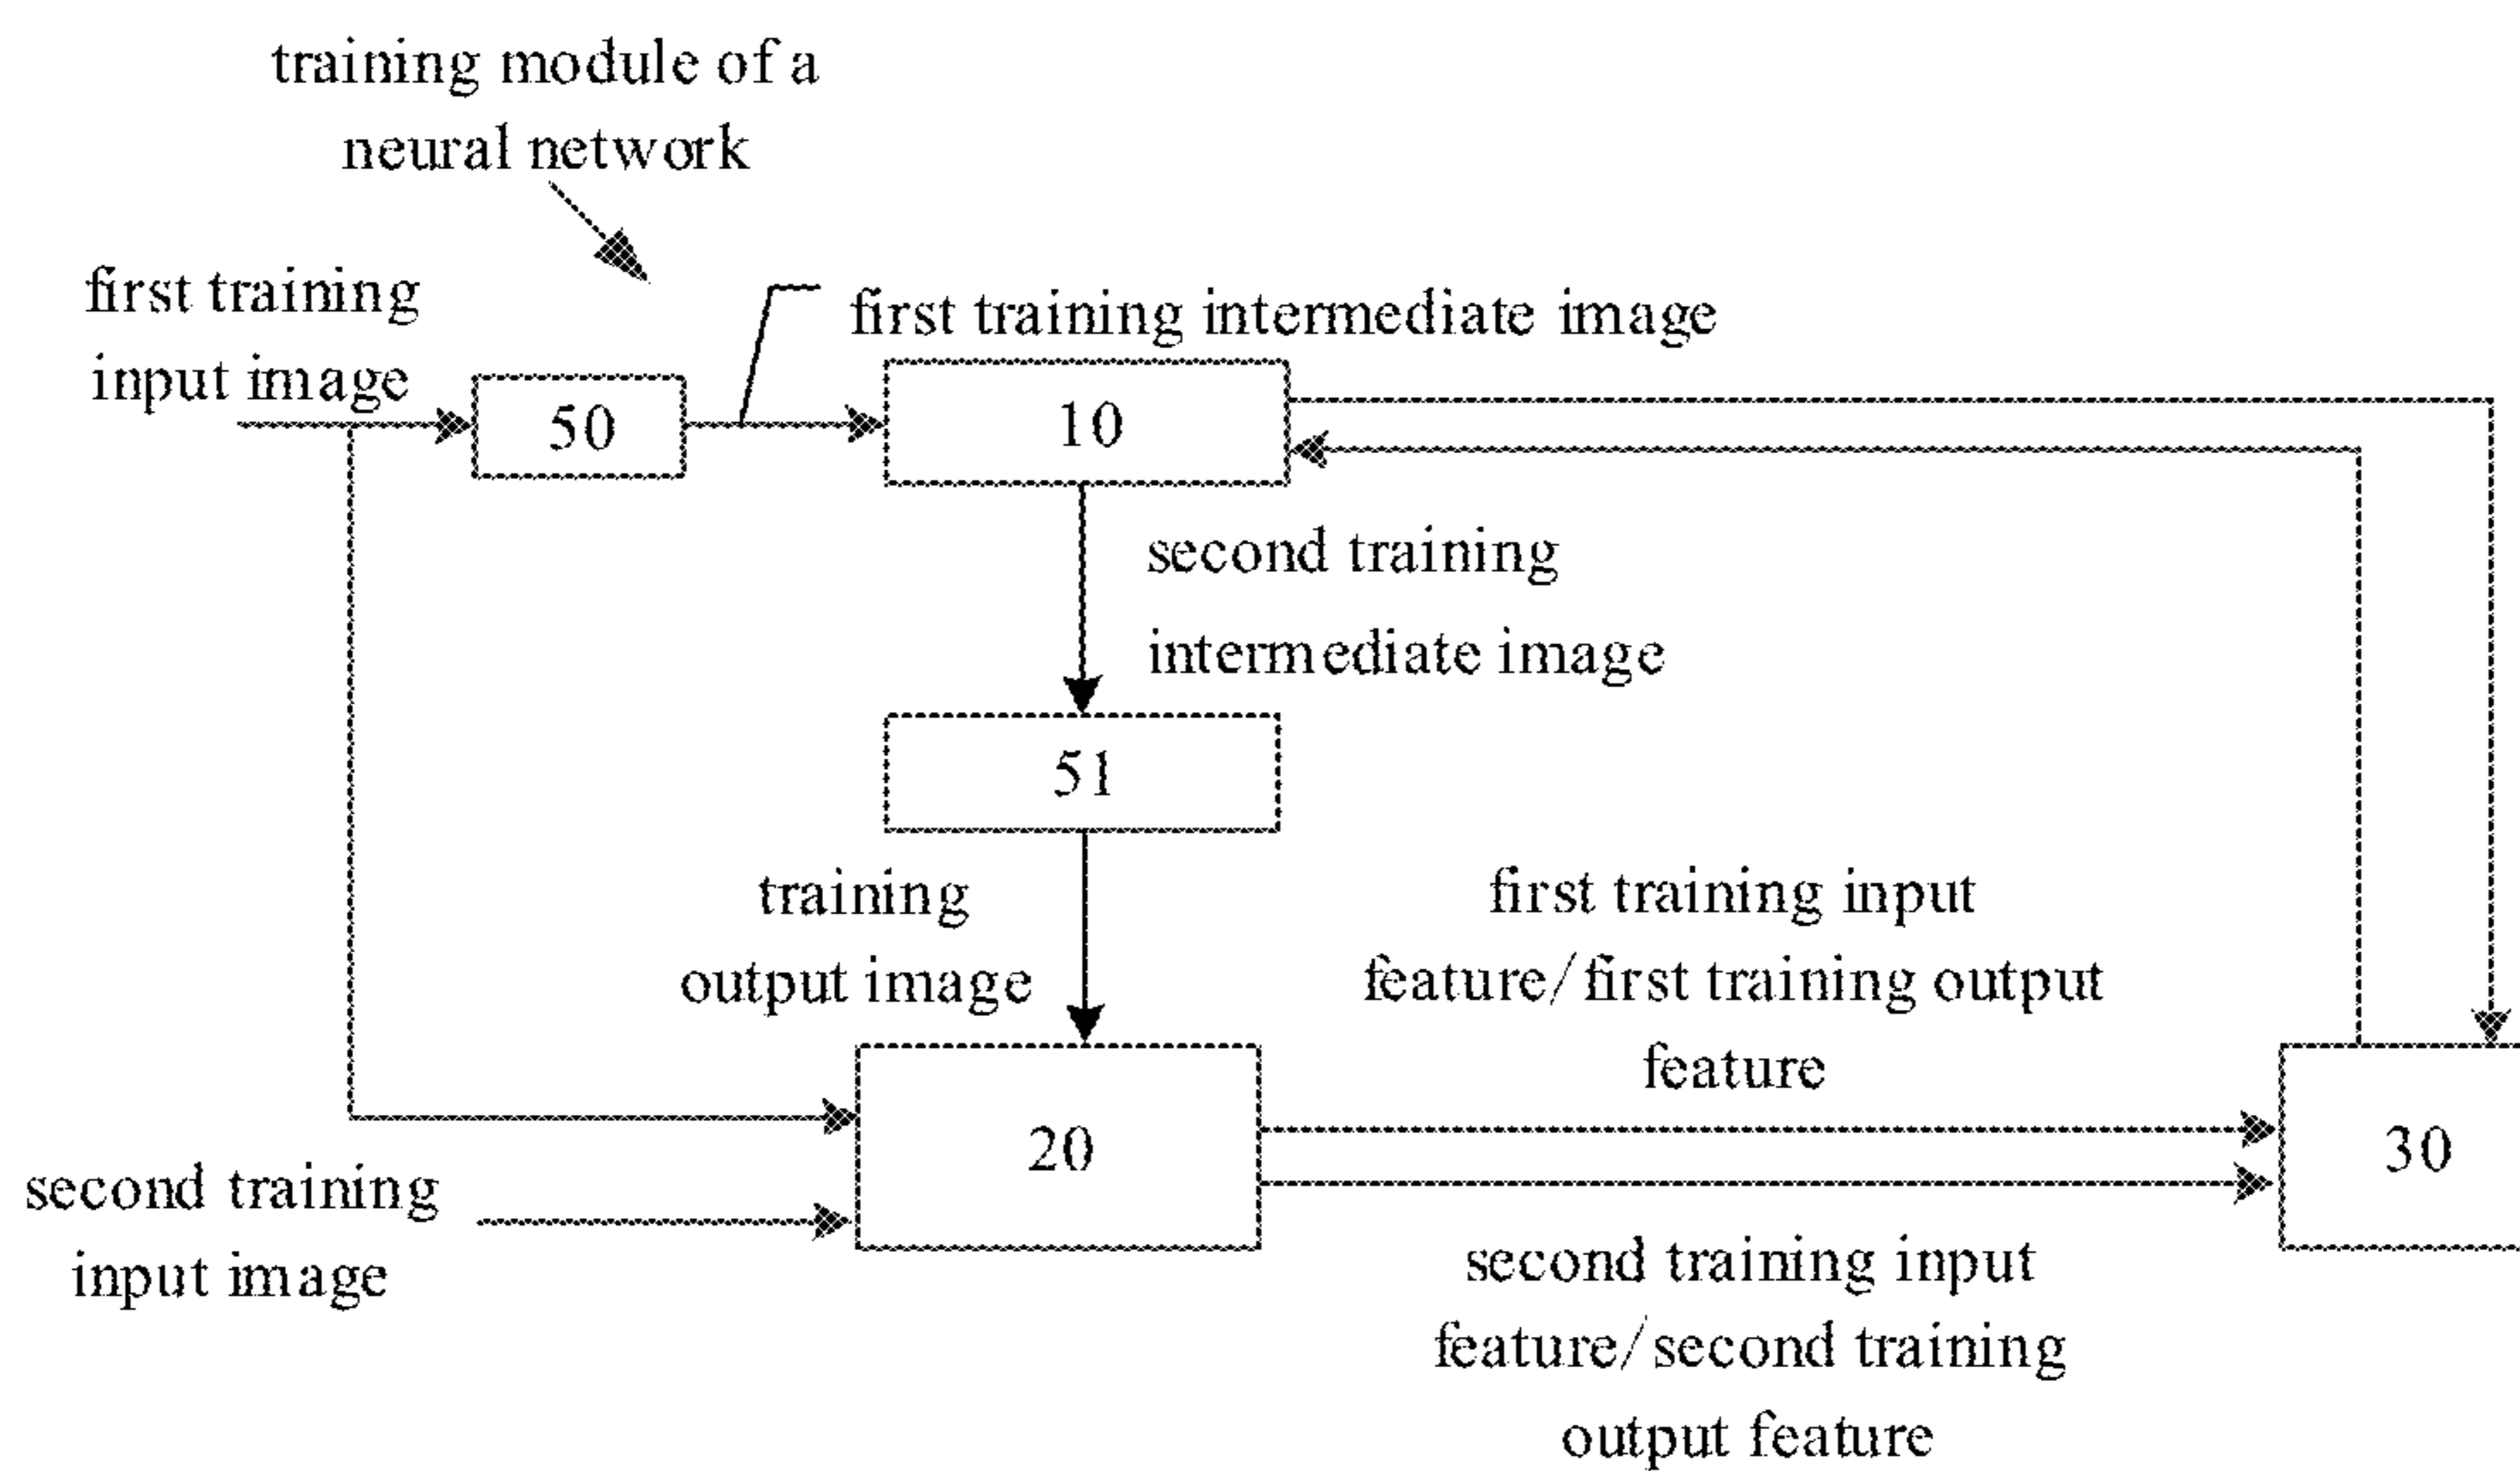 training module of a
neural network
first training
input image
first training intermediate image
50
10
second training
intermediate image
51
training
output image
first training input
feature/first training output
feature
20
30
second training
input image
second training input
feature/second training
output feature